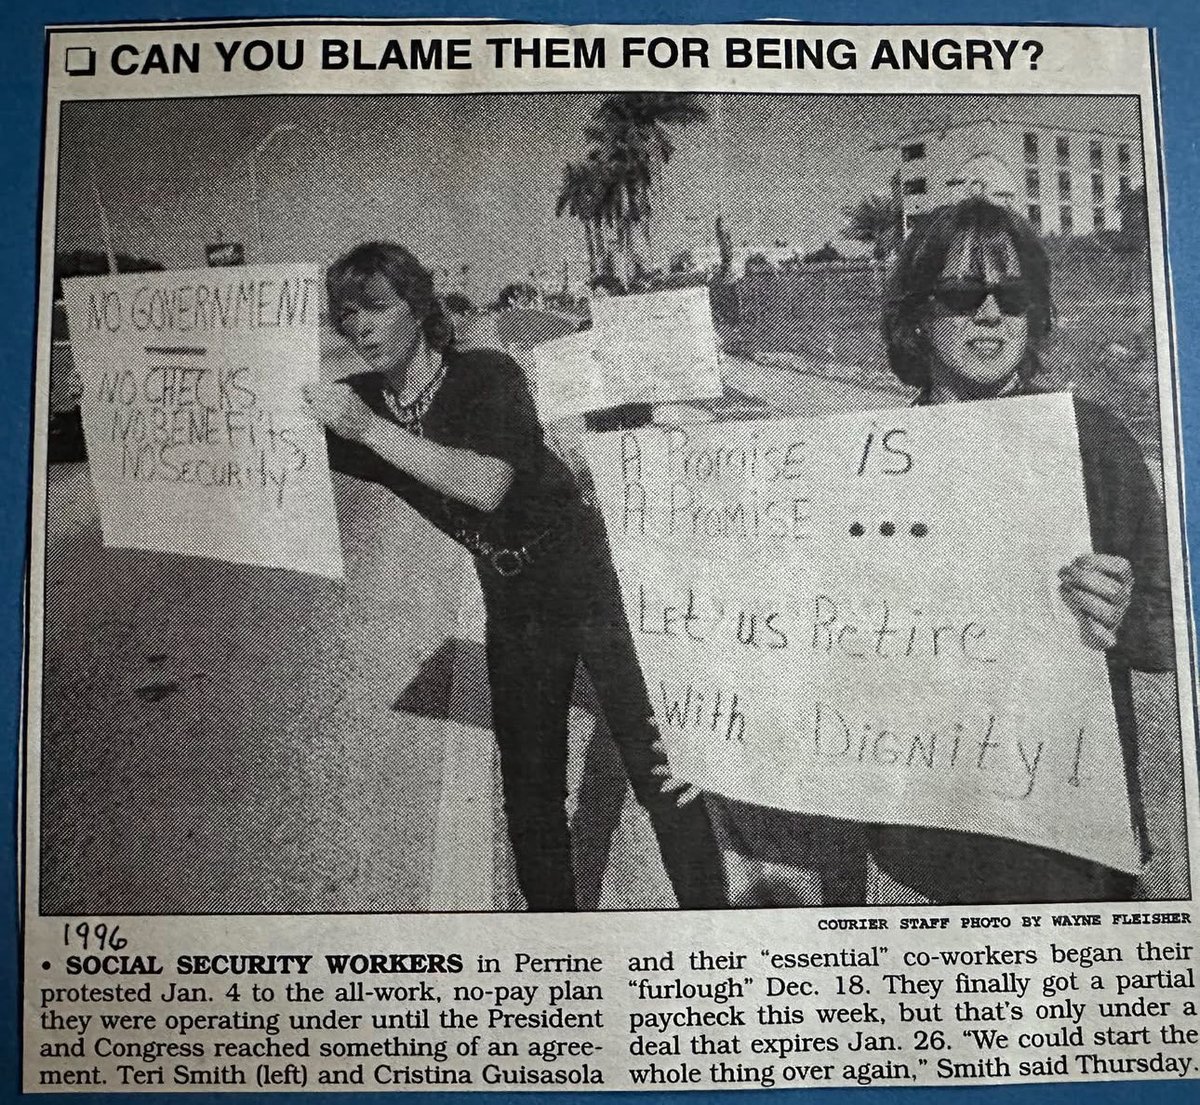 ❏ CAN YOU BLAME THEM FOR BEING ANGRY?
NO GOVERNMENT
NO CHECKS
NO BENEFITS
NO SECURITY?
A PROMISE iS
A PROMISE ...
LET US Retire
With DiGNity!
COURIER STAFF PHOTO BY WAYNE FLEISHER
1996
• SOCIAL SECURITY WORKERS in Perrine
protested Jan. 4 to the all-work, no-pay plan
they were operating under until the President
and Congress reached something of an agree-
ment. Teri Smith (left) and Cristina Guisasola
and their “essential” co-workers began their
“furlough” Dec. 18. They finally got a partial
paycheck this week, but that’s only under a
deal that expires Jan. 26. “We could start the
whole thing over again,” Smith said Thursday.